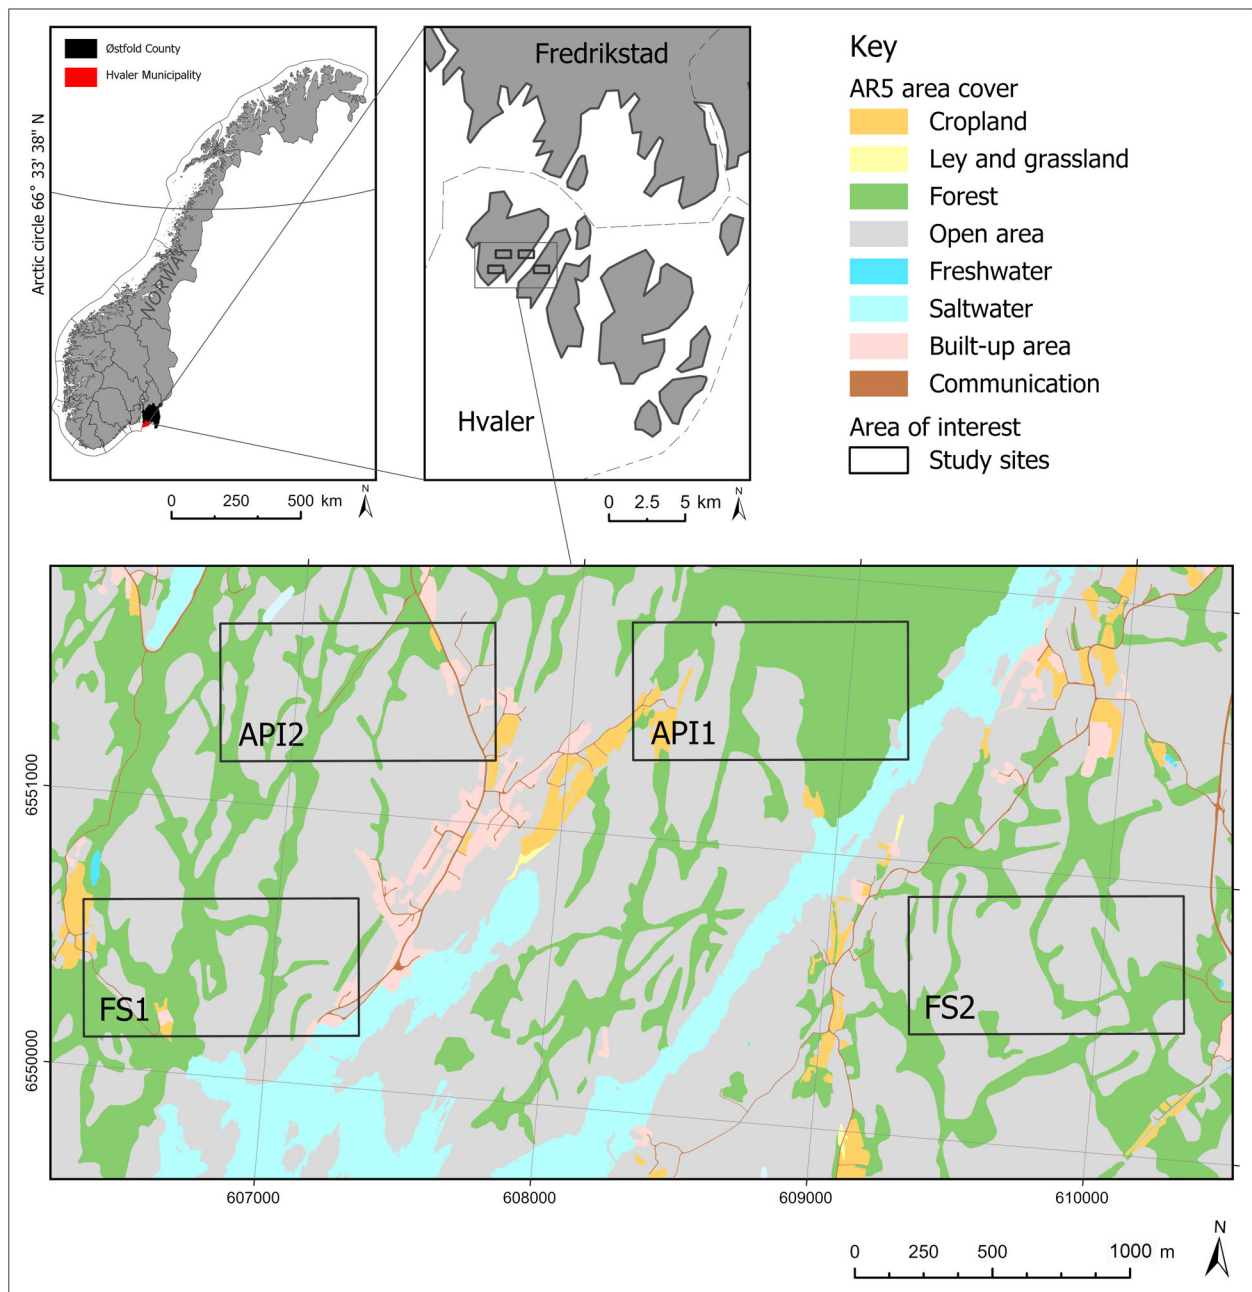 Østfold County
Hvaler Municipality
Arctic circle 66° 33' 38" N
NORWAY
0 250 500 km
N
Fredrikstad
Hvaler
0 2.5 5 km
N
Key
AR5 area cover
Cropland
Ley and grassland
Forest
Open area
Freshwater
Saltwater
Built-up area
Communication
Area of interest
Study sites
API2
API1
FS1
FS2
6551000
6550000
607000
608000
609000
610000
0 250 500 1000 m
N